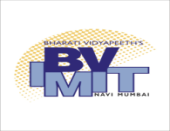 BHARATI VIDYAPEETH'S
BV
IMIT
NAVI MUMBAI